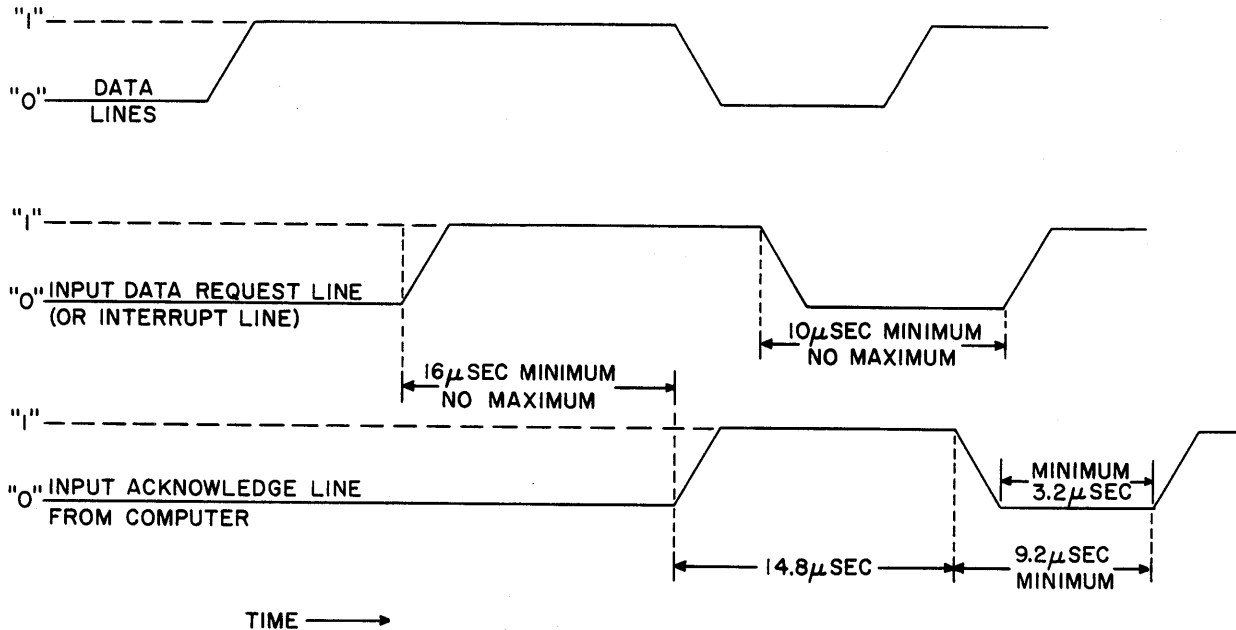 "1"
"0" DATA
LINES
"1"
"0" INPUT DATA REQUEST LINE
(OR INTERRUPT LINE)
10μSEC MINIMUM
NO MAXIMUM
16μSEC MINIMUM
NO MAXIMUM
"1"
"0" INPUT ACKNOWLEDGE LINE
FROM COMPUTER
MINIMUM
3.2μSEC
14.8μSEC
9.2μSEC
MINIMUM
TIME